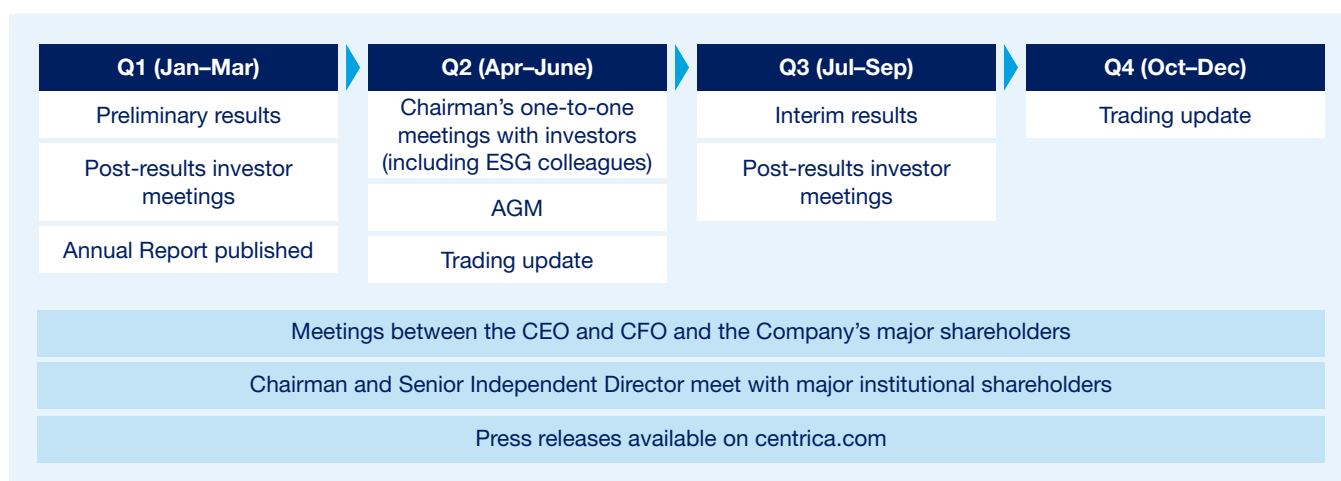 Q1 (Jan–Mar)
Preliminary results
Post-results investor
meetings
Annual Report published
Q2 (Apr–June)
Chairman’s one-to-one
meetings with investors
(including ESG colleagues)
AGM
Trading update
Q3 (Jul–Sep)
Interim results
Post-results investor
meetings
Q4 (Oct–Dec)
Trading update
Meetings between the CEO and CFO and the Company’s major shareholders
Chairman and Senior Independent Director meet with major institutional shareholders
Press releases available on centrica.com